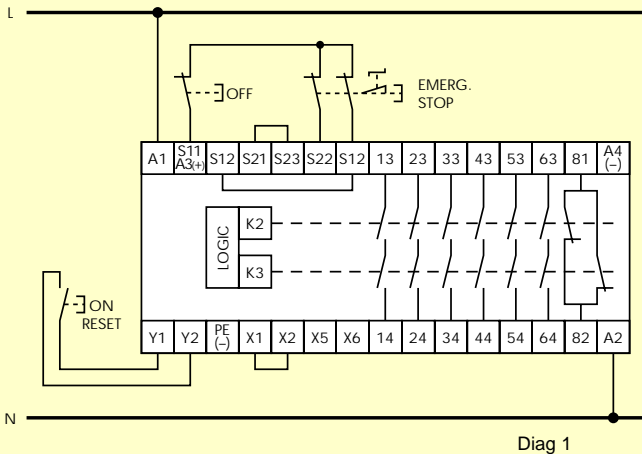 L
OFF
EMERG.
STOP
A1
S11
A3(+)
S12
S21
S23
S22
S12
13
23
33
43
53
63
81
A4
(–)
LOGIC
K2
K3
ON
RESET
Y1
Y2
PE
(–)
X1
X2
X5
X6
14
24
34
44
54
64
82
A2
N
Diag 1